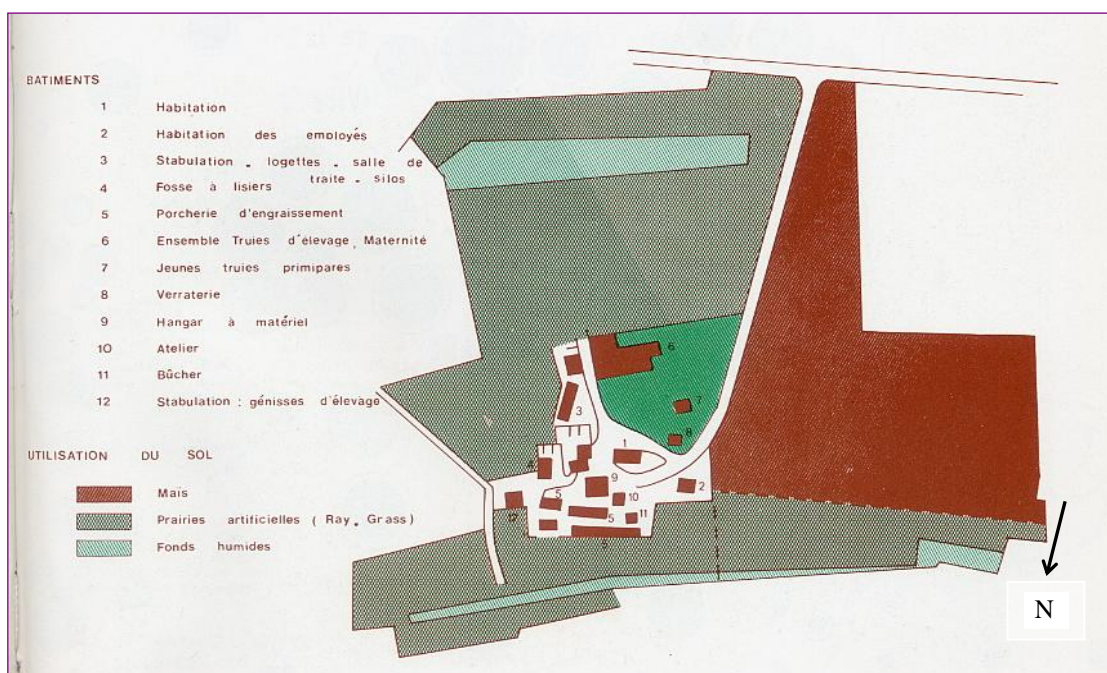 BATIMENTS
1 Habitation
2 Habitation des employés
3 Stabulation - logettes - salle de
traite - silos
4 Fosse à lisiers
5 Porcherie d'engraissement
6 Ensemble Truies d'élevage, Maternité
7 Jeunes truies primipares
8 Verraterie
9 Hangar à matériel
10 Atelier
11 Bûcher
12 Stabulation : génisses d'élevage
UTILISATION DU SOL
Mais
Prairies artificielles ( Ray - Grass )
Fonds humides
6
7
3
8
1
4
2
9
5
10
12
11
5
5
N